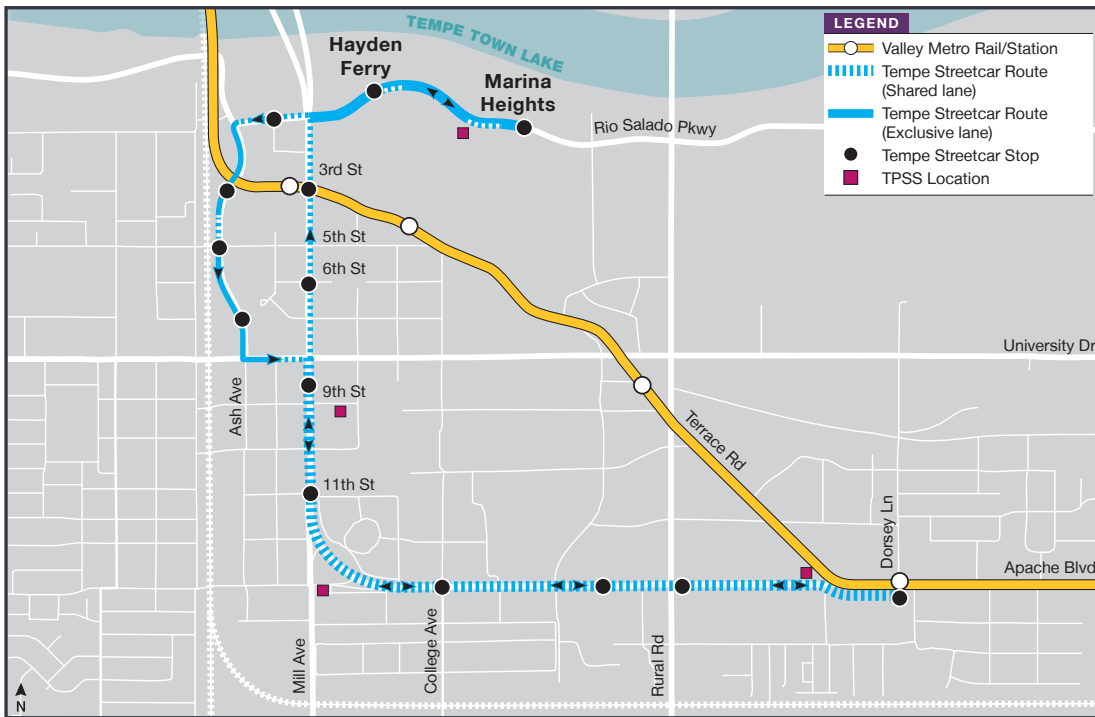 TEMPE TOWN LAKE
Hayden
Ferry
Marina
Heights
Rio Salado Pkwy
LEGEND
Valley Metro Rail/Station
Tempe Streetcar Route
(Shared lane)
Tempe Streetcar Route
(Exclusive lane)
Tempe Streetcar Stop
TPSS Location
3rd St
5th St
6th St
University Dr
9th St
Ash Ave
Terrace Rd
11th St
Dorsey Ln
Apache Blvd
Mill Ave
College Ave
Rural Rd
N